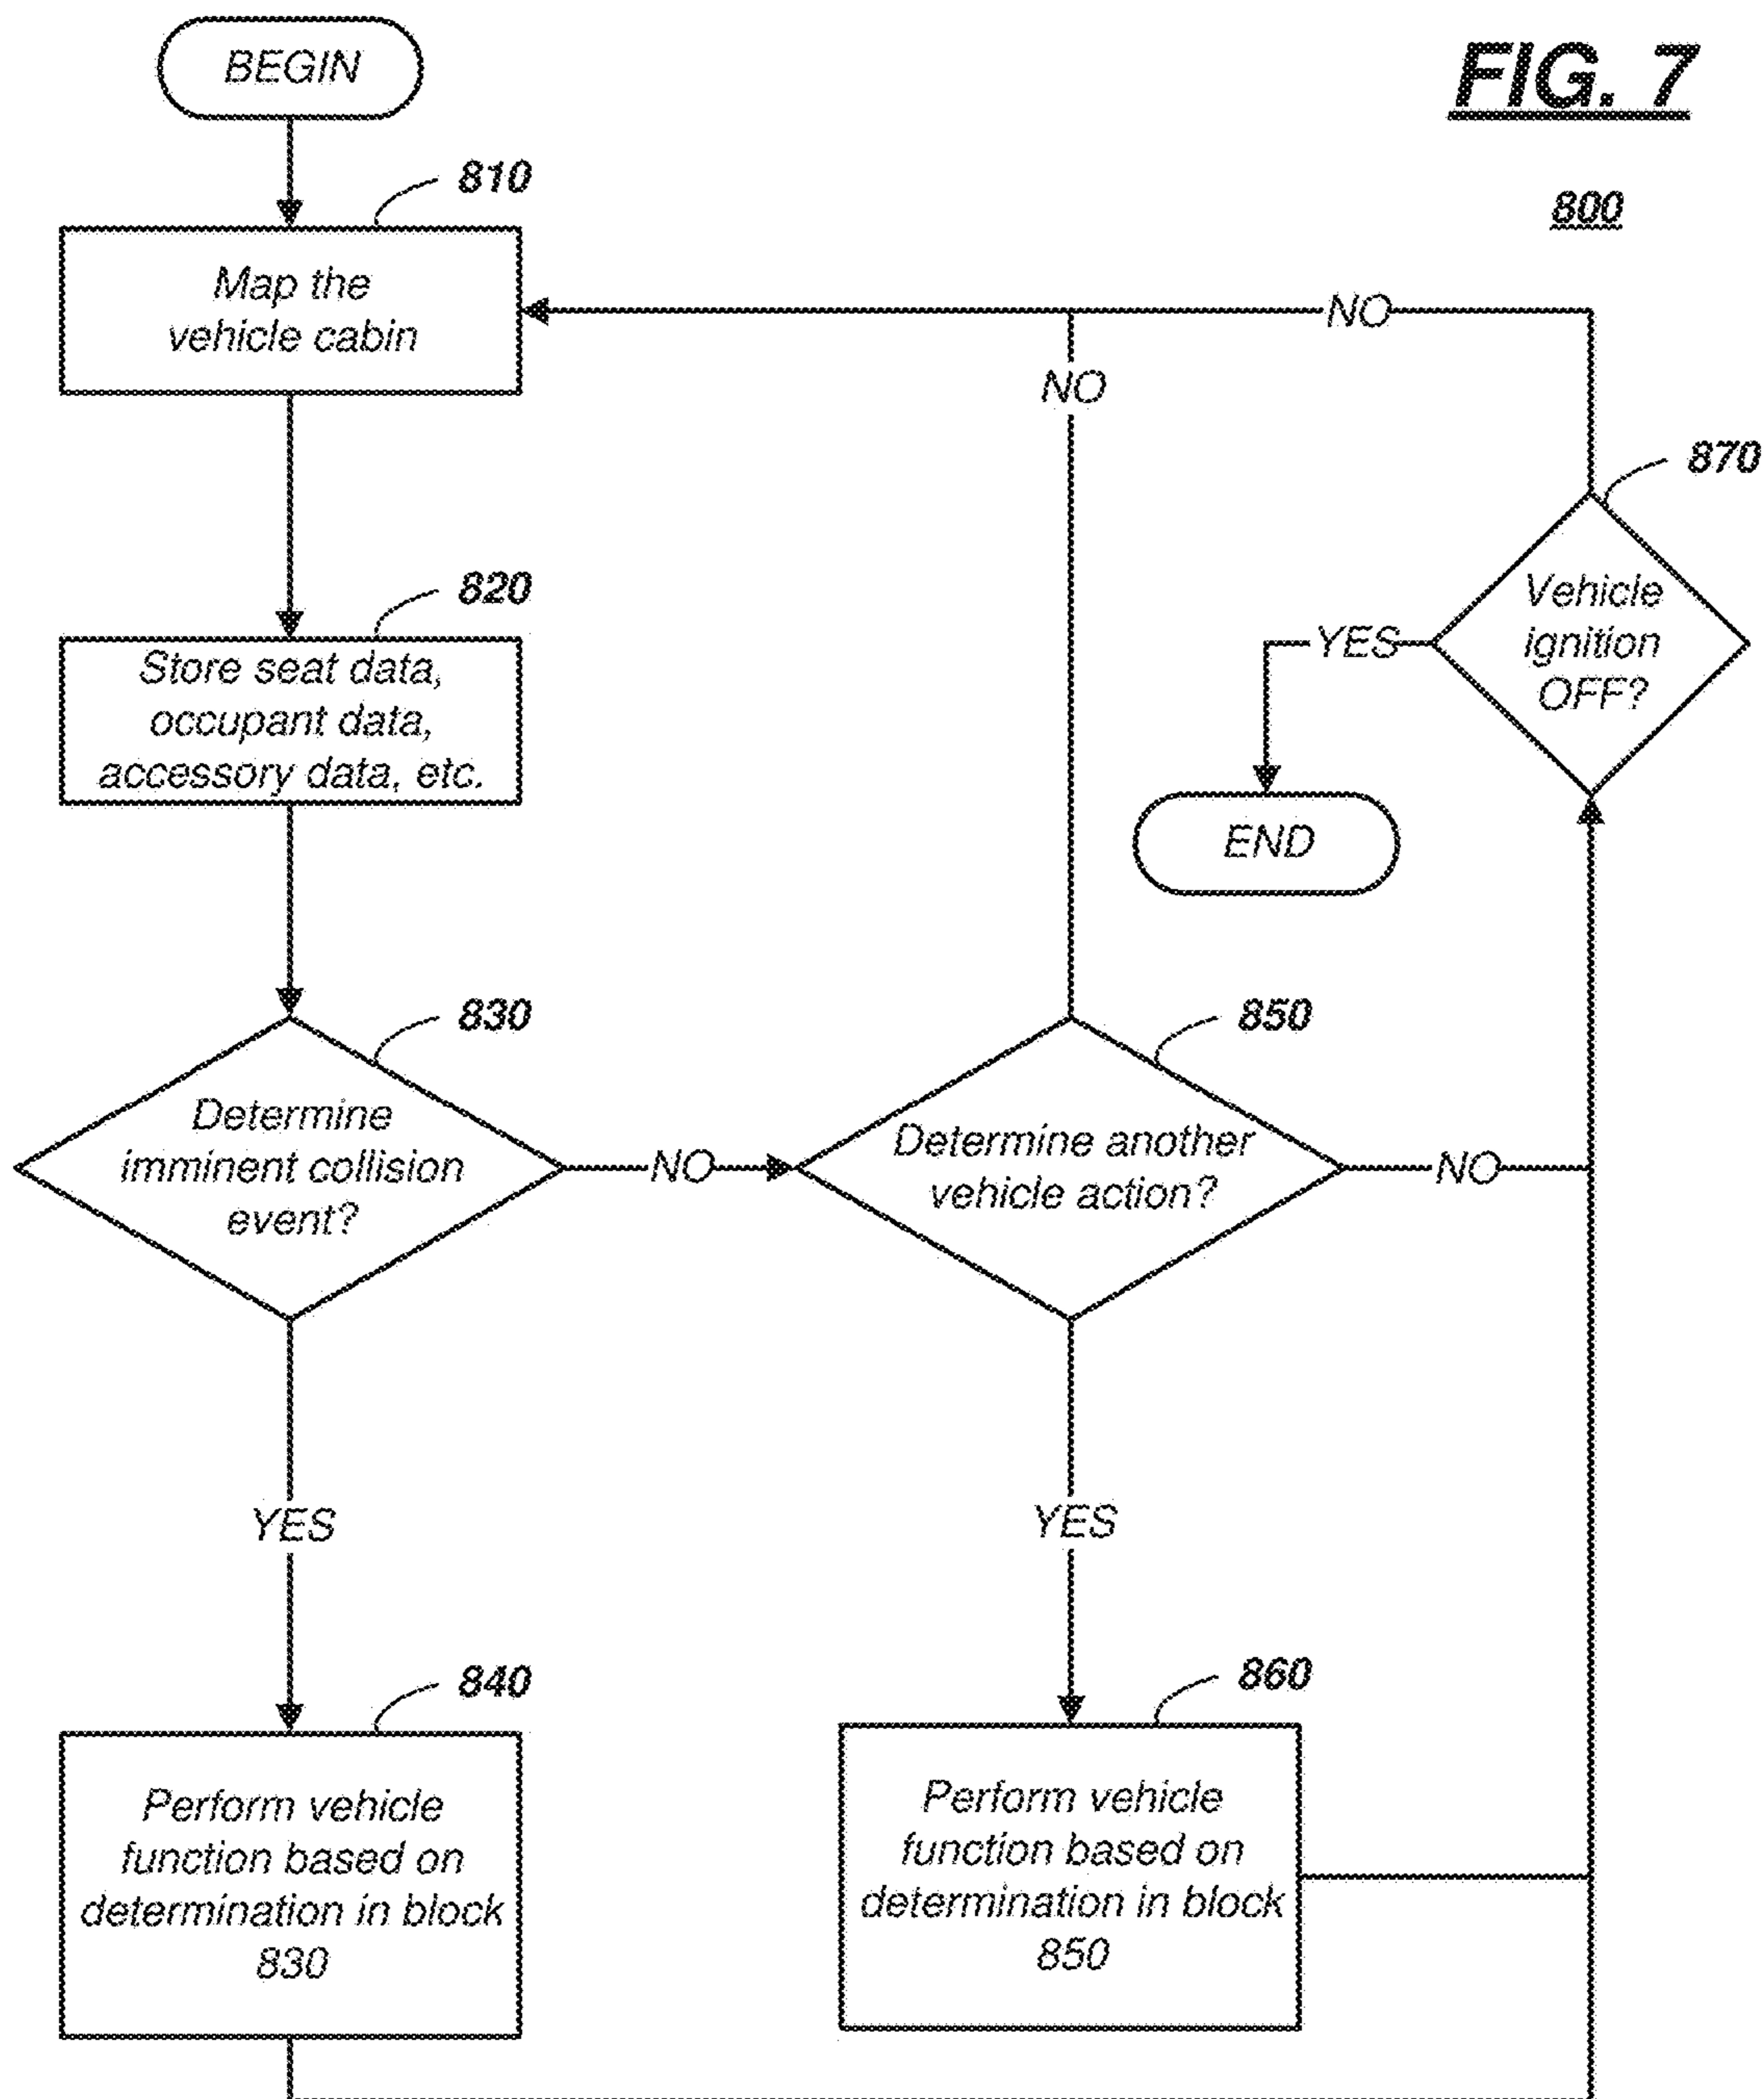 FIG. 7
800
BEGIN
810
Map the
vehicle cabin
NO
NO
870
Vehicle
ignition
OFF?
YES
END
820
Store seat data,
occupant data,
accessory data, etc.
830
Determine
imminent collision
event?
NO
850
Determine another
vehicle action?
NO
YES
YES
840
Perform vehicle
function based on
determination in block
830
860
Perform vehicle
function based on
determination in block
850